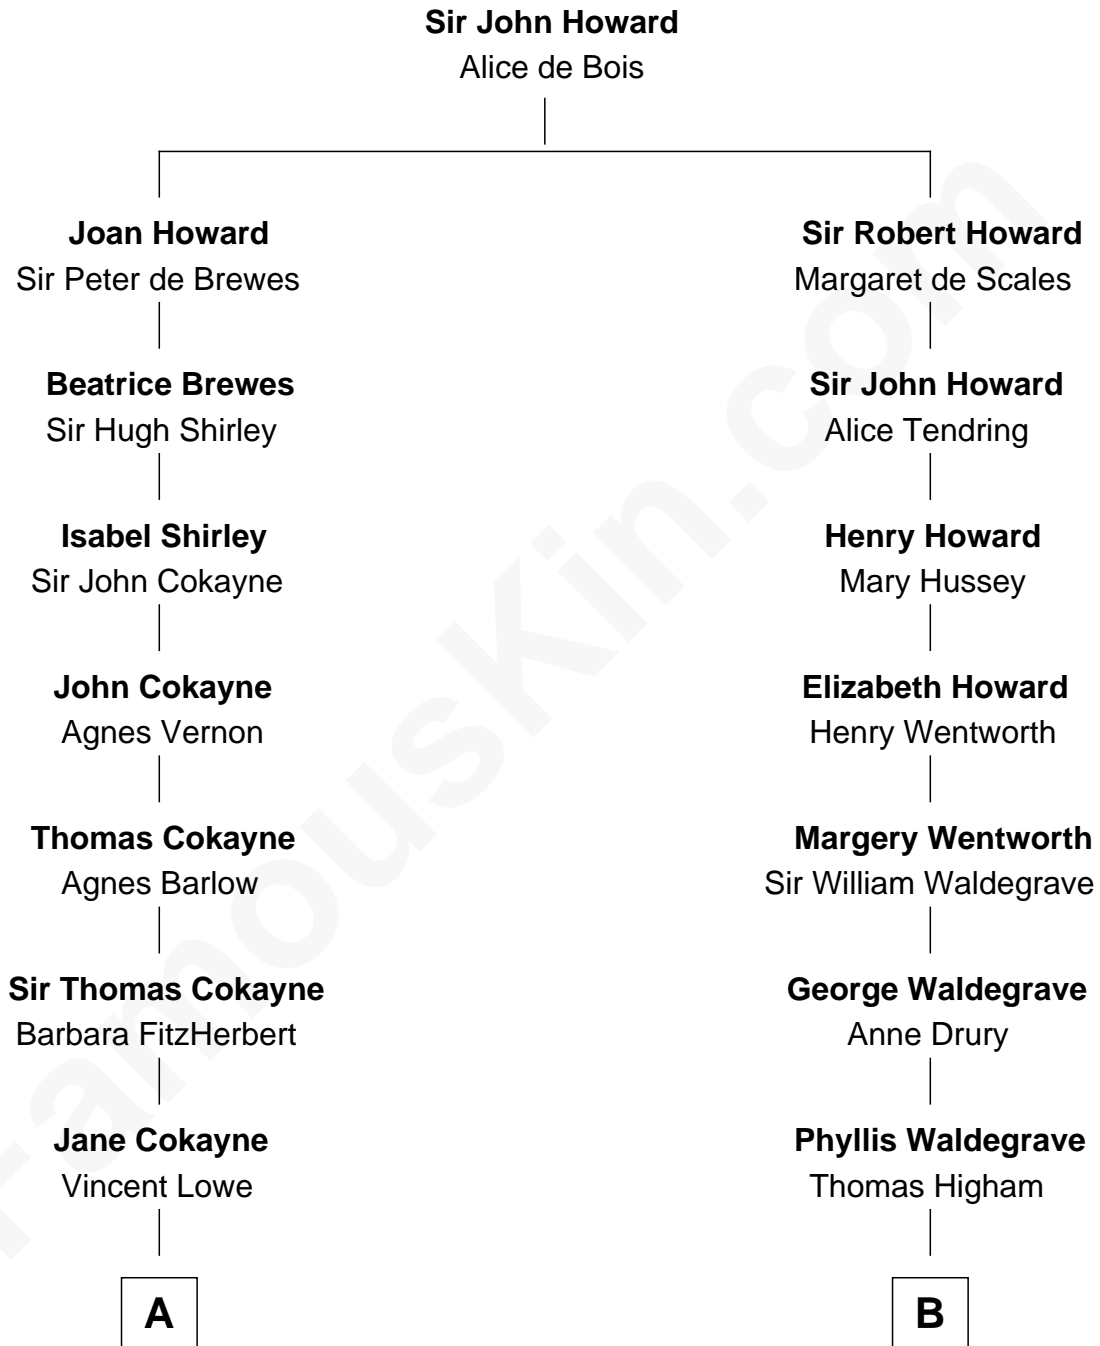 Sir John Howard
Alice de Bois
Joan Howard
Sir Peter de Brewes
Sir Robert Howard
Margaret de Scales
Beatrice Brewes
Sir Hugh Shirley
Sir John Howard
Alice Tendring
Isabel Shirley
Sir John Cokayne
Henry Howard
Mary Hussey
John Cokayne
Agnes Vernon
Elizabeth Howard
Henry Wentworth
Thomas Cokayne
Agnes Barlow
Margery Wentworth
Sir William Waldegrave
Sir Thomas Cokayne
Barbara FitzHerbert
George Waldegrave
Anne Drury
Jane Cokayne
Vincent Lowe
Phyllis Waldegrave
Thomas Higham
A
B
FamousKin.com